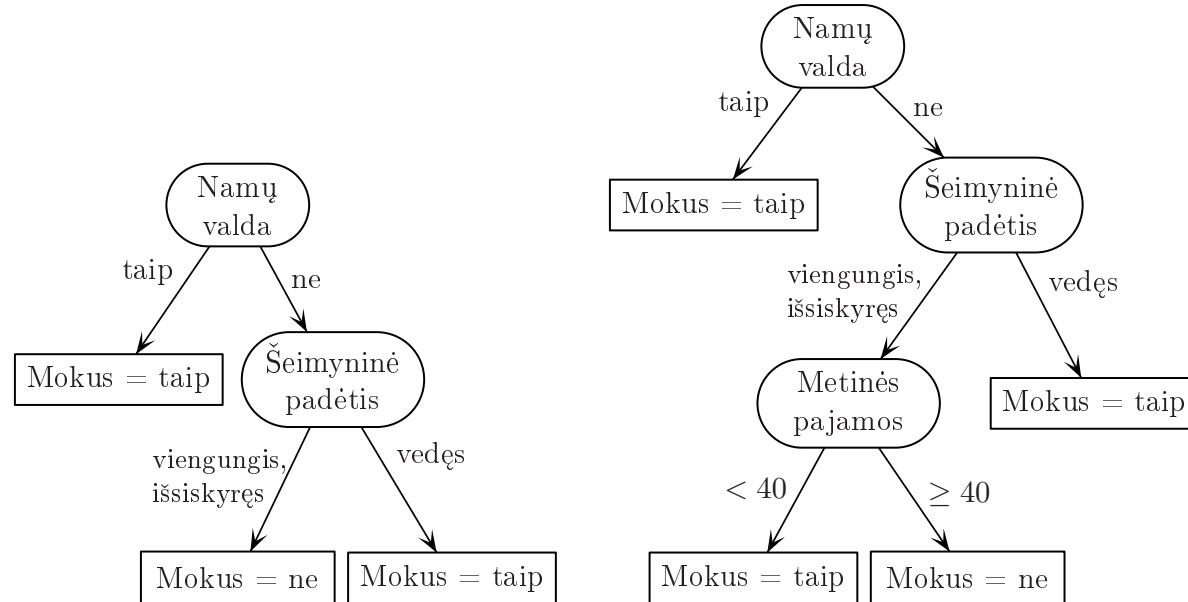 Namų
valda
taip
ne
Mokus = taip
Šeimyninė
padėtis
viengungis,
išsiskyręs
vedęs
Mokus = ne
Mokus = taip
Namų
valda
taip
ne
Mokus = taip
Šeimyninė
padėtis
viengungis,
išsiskyręs
vedęs
Metinės
pajamos
Mokus = taip
< 40
≥ 40
Mokus = taip
Mokus = ne